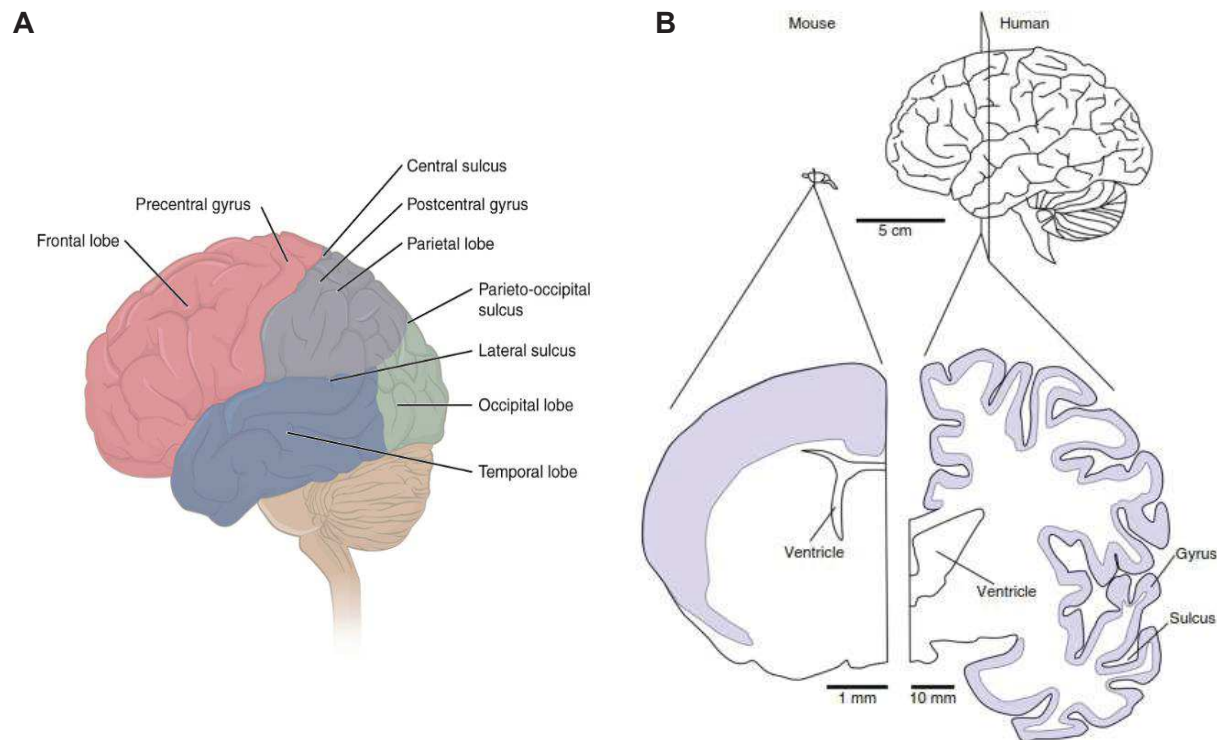 A
Central sulcus
Precentral gyrus
Postcentral gyrus
Frontal lobe
Parietal lobe
Parieto-occipital
sulcus
Lateral sulcus
Occipital lobe
Temporal lobe
B
Mouse
Human
5 cm
Ventricle
Ventricle
Gyrus
Sulcus
1 mm
10 mm